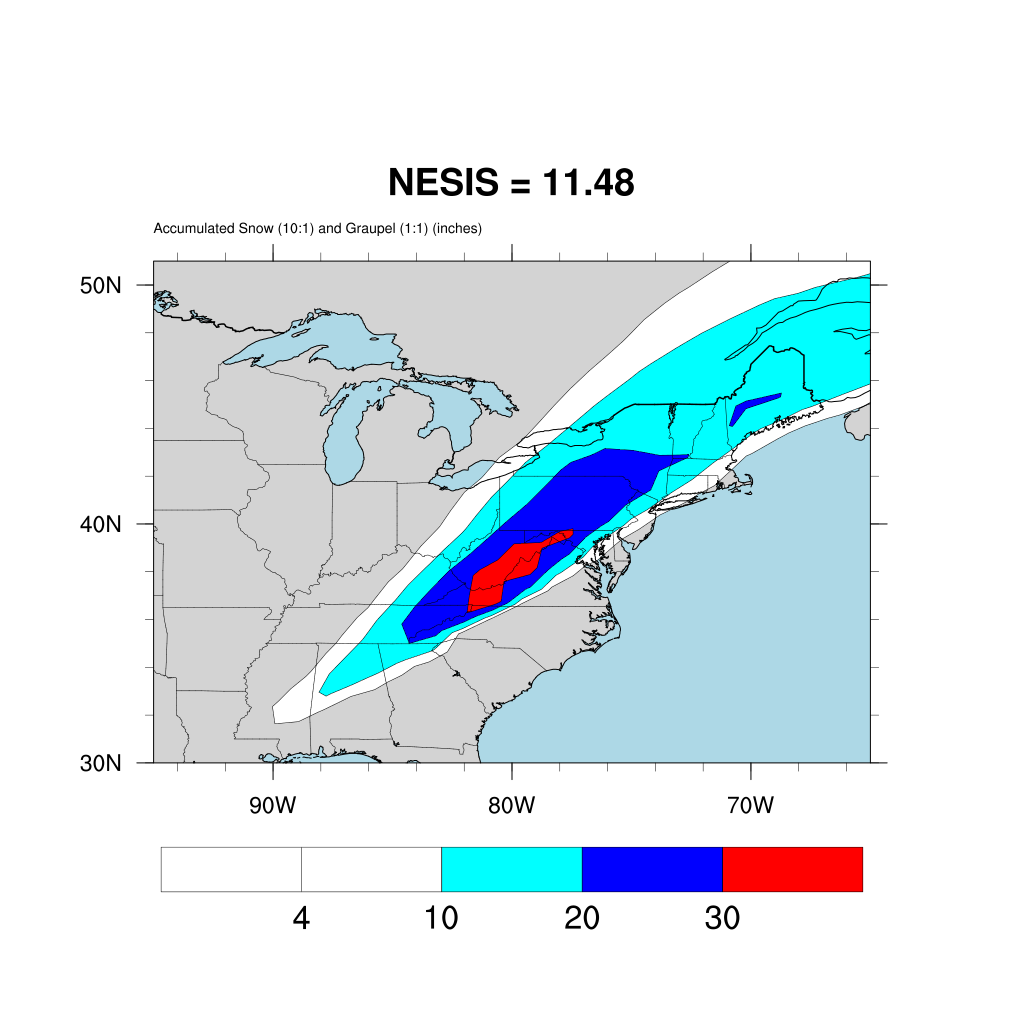 NESIS = 11.48
Accumulated Snow (10:1) and Graupel (1:1) (inches)
50N
40N
30N
90W 80W 70W
4 10 20 30